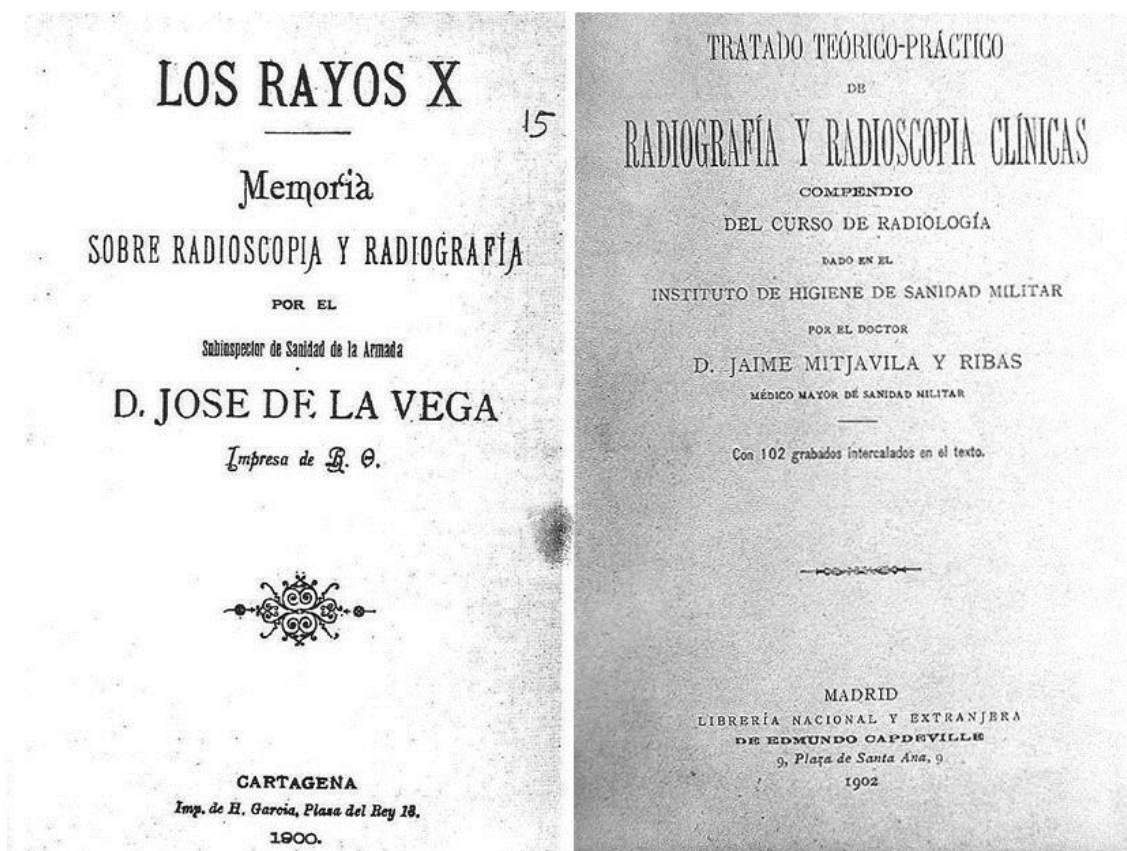 LOS RAYOS X
15
Memoria
SOBRE RADIOSCOPIA Y RADIOGRAFÍA
POR EL
Subinspector de Sanidad de la Armada
D. JOSE DE LA VEGA
Impresa de R. O.
CARTAGENA
Imp. de H. Garcia, Plaza del Rey 18.
1900.
TRATADO TEÓRICO-PRÁCTICO
DE
RADIOGRAFÍA Y RADIOSCOPIA CLÍNICAS
COMPENDIO
DEL CURSO DE RADIOLOGÍA
DADO EN EL
INSTITUTO DE HIGIENE DE SANIDAD MILITAR
POR EL DOCTOR
D. JAIME MITJAVILA Y RIBAS
MÉDICO MAYOR DE SANIDAD MILITAR
Con 102 grabados intercalados en el texto.
MADRID
LIBRERÍA NACIONAL Y EXTRANJERA
DE EDMUNDO CAPDEVILLE
9, Plaza de Santa Ana, 9
1902